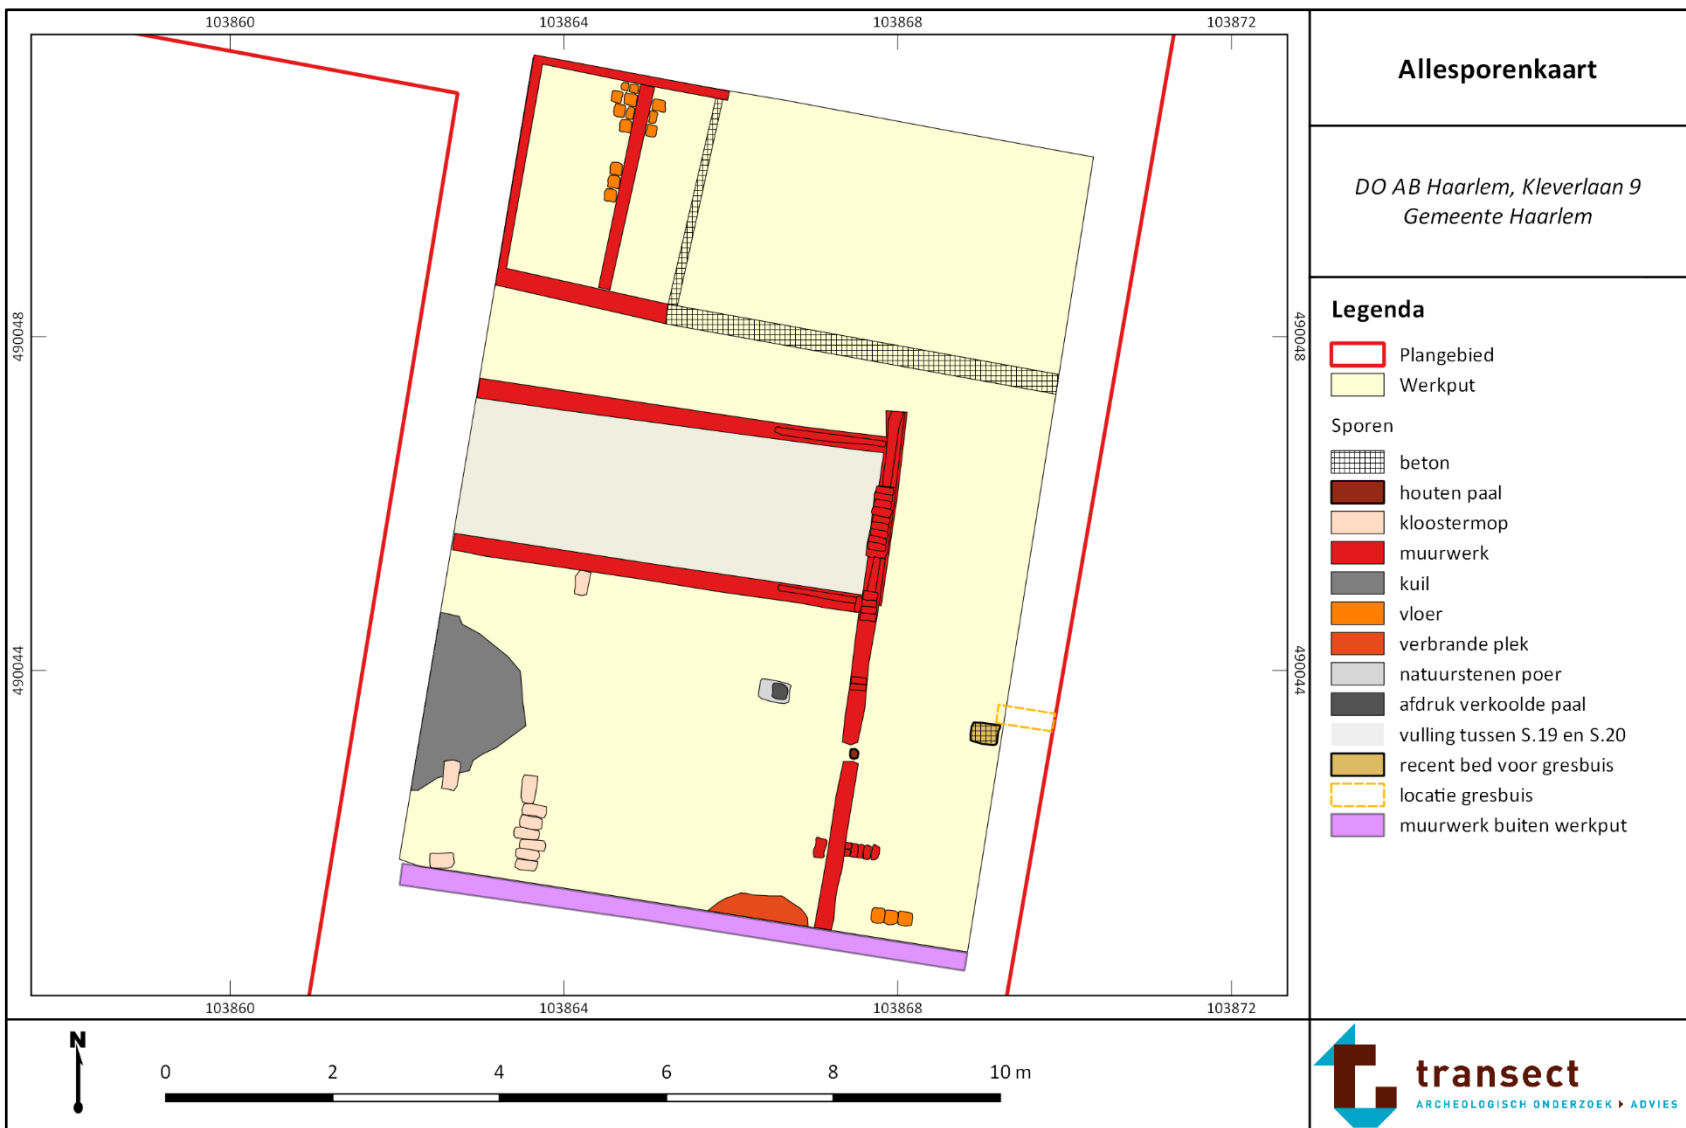 103860 103864 103868 103872
490048
490044
490048
490044
103860 103864 103868 103872
N
0 2 4 6 8 10 m
Allesporenkaart
DO AB Haarlem, Kleverlaan 9
Gemeente Haarlem
Legenda
Plangebied
Werkput
Sporen
beton
houten paal
kloostermop
muurwerk
kuil
vloer
verbrande plek
natuurstenen poer
afdruk verkoolde paal
vulling tussen S.19 en S.20
recent bed voor gresbuis
locatie gresbuis
muurwerk buiten werkput
transect
ARCHEOLOGISCH ONDERZOEK ▸ ADVIES